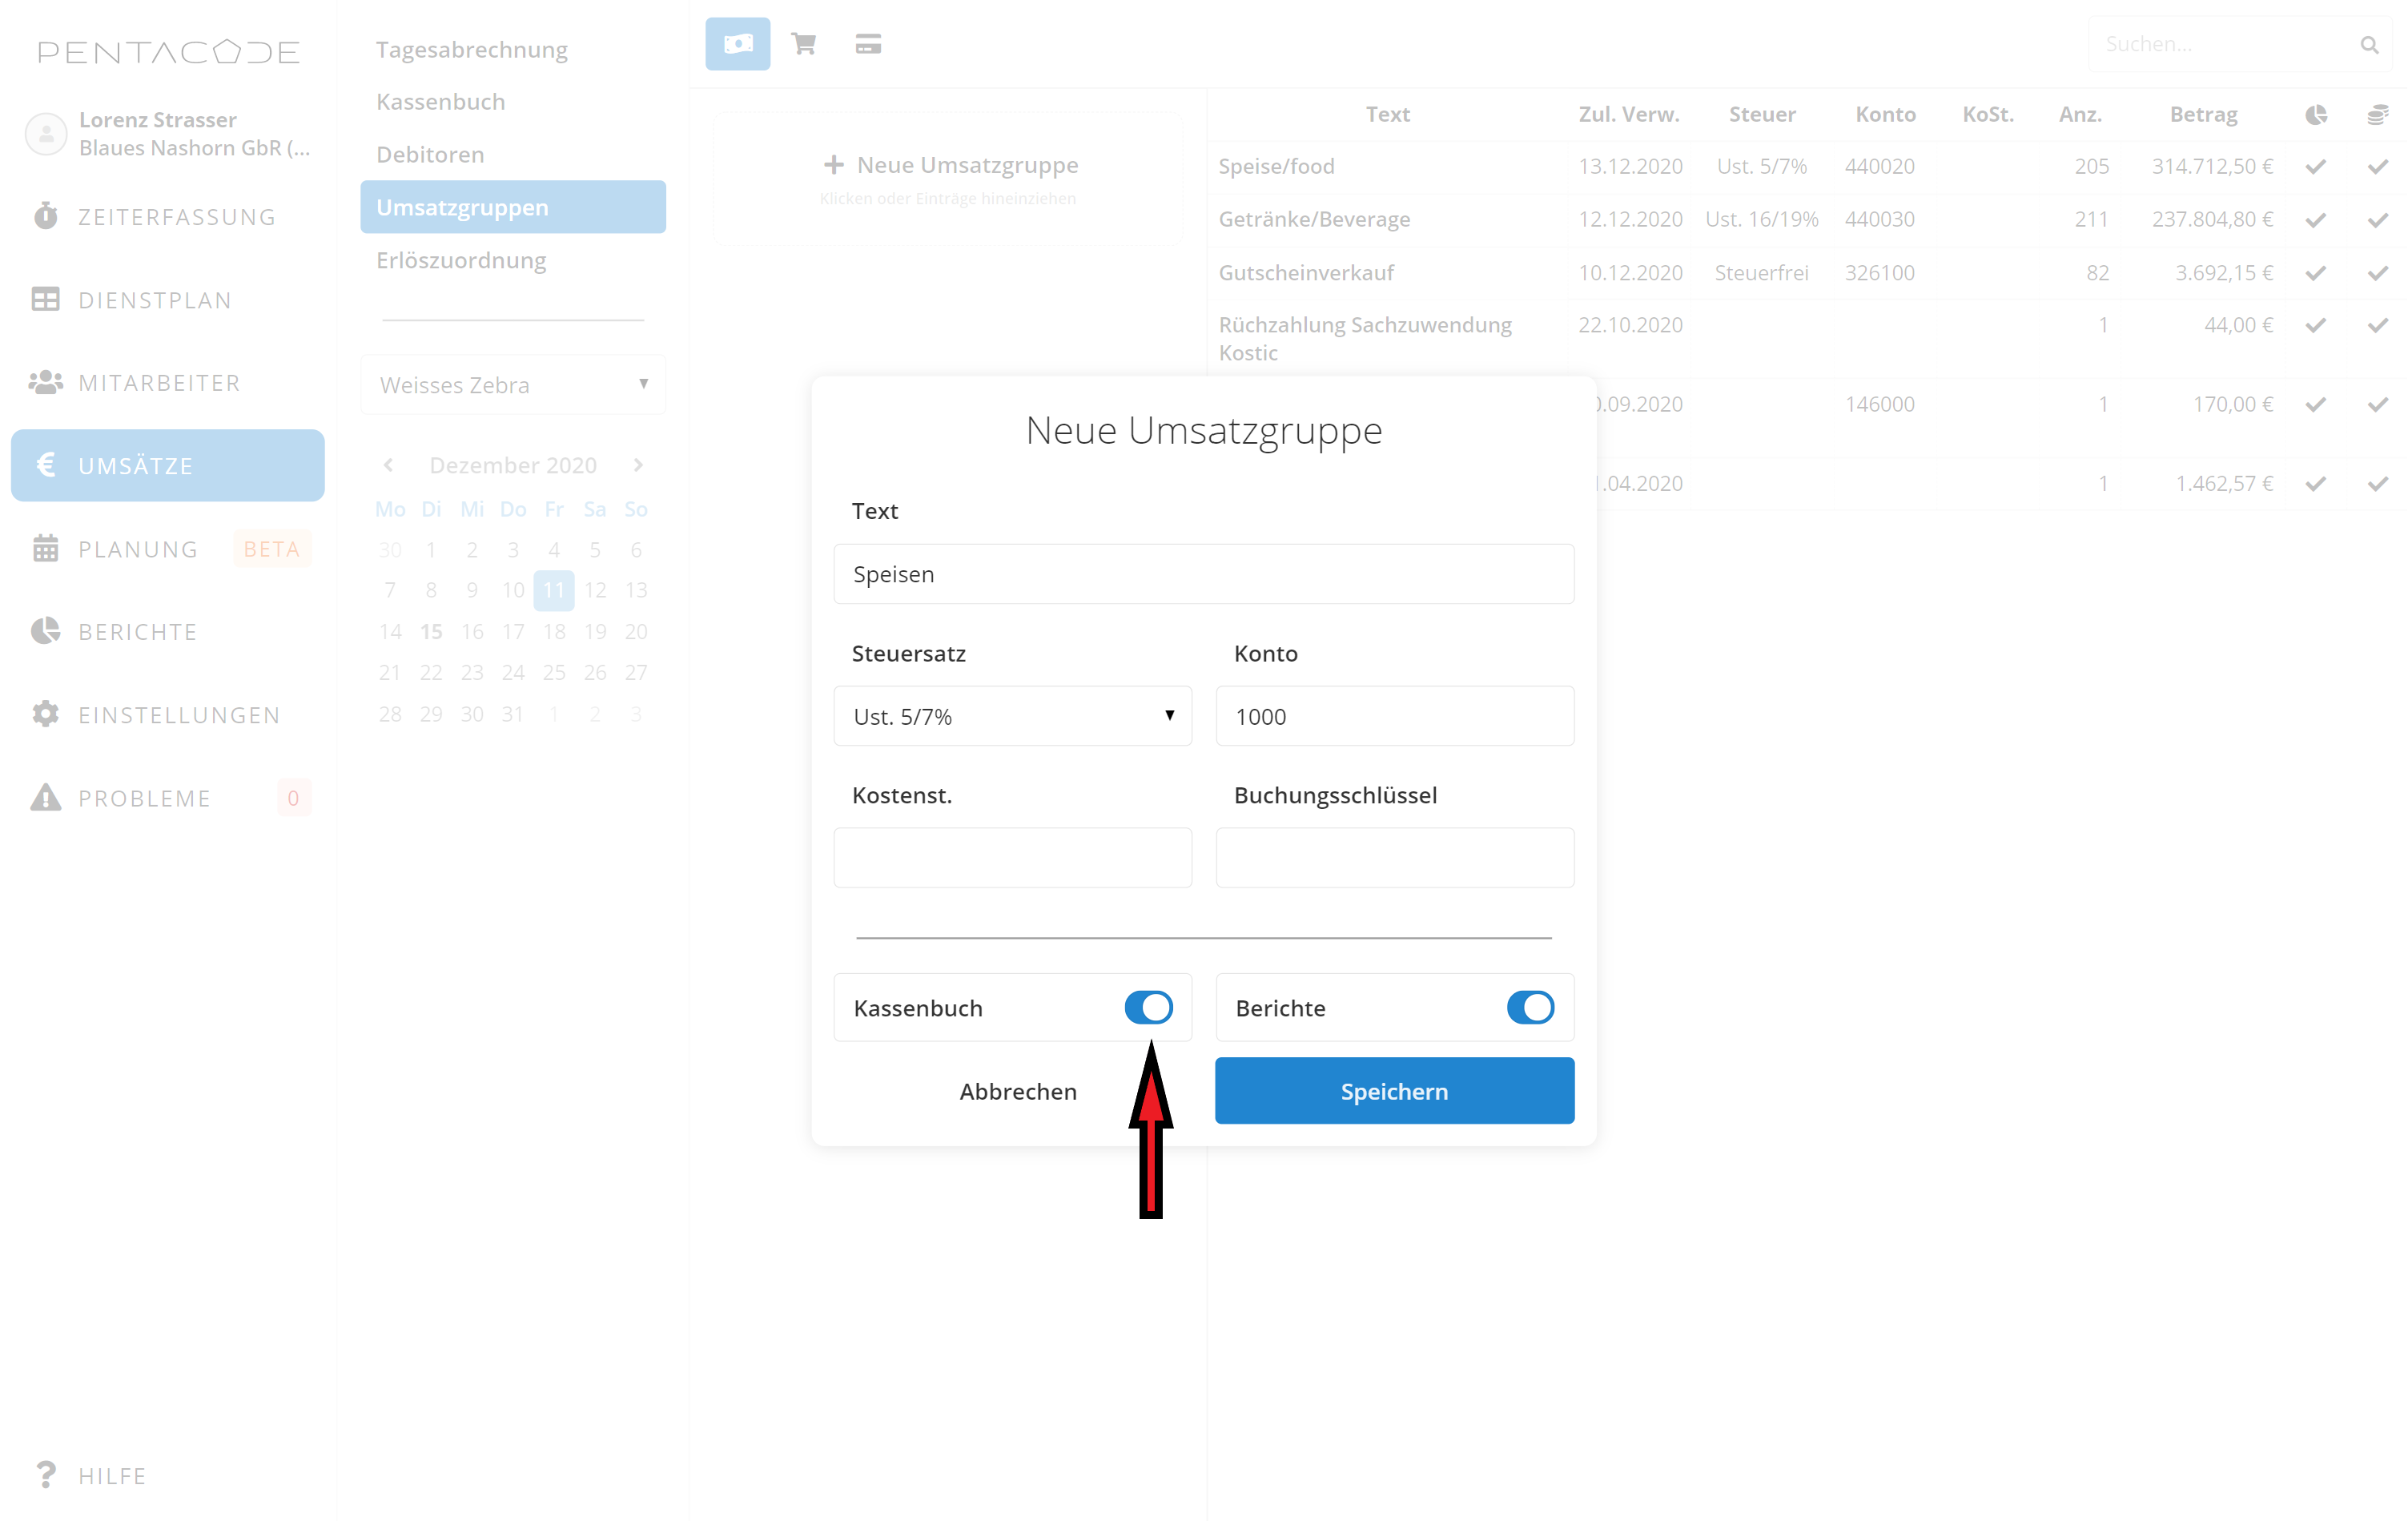 PENTACODE
Lorenz Strasser
Blaues Nashorn GbR (...
ZEITERFASSUNG
DIENSTPLAN
MITARBEITER
€ UMSÄTZE
PLANUNG BETA
BERICHTE
EINSTELLUNGEN
PROBLEME 0
? HILFE
Tagesabrechnung
Kassenbuch
Debitoren
Umsatzgruppen
Erlöszuordnung
Weisses Zebra
Dezember 2020
Mo Di Mi Do Fr Sa So
30 1 2 3 4 5 6
7 8 9 10 11 12 13
14 15 16 17 18 19 20
21 22 23 24 25 26 27
28 29 30 31 1 2 3
Suchen...
Neue Umsatzgruppe
Klicken oder Einträge hineinziehen
Text Zul. Verw. Steuer Konto KoSt. Anz. Betrag
Speise/food 13.12.2020 Ust. 5/7% 440020 205 314.712,50 €
Getränke/Beverage 12.12.2020 Ust. 16/19% 440030 211 237.804,80 €
Gutscheinverkauf 10.12.2020 Steuerfrei 326100 82 3.692,15 €
Rüchzahlung Sachzuwendung 22.10.2020 1 44,00 €
Kostic
.09.2020 146000 1 170,00 €
.04.2020 1 1.462,57 €
Neue Umsatzgruppe
Text
Speisen
Steuersatz Konto
Ust. 5/7% 1000
Kostenst. Buchungsschlüssel
Kassenbuch Berichte
Abbrechen Speichern